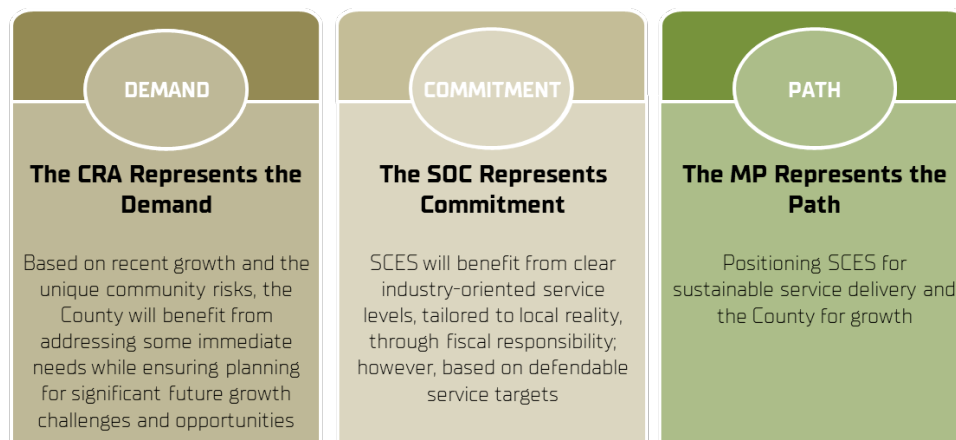 DEMAND
The CRA Represents the
Demand
Based on recent growth and the
unique community risks, the
County will benefit from
addressing some immediate
needs while ensuring planning
for significant future growth
challenges and opportunities
COMMITMENT
The SOC Represents
Commitment
SCES will benefit from clear
industry-oriented service
levels, tailored to local reality,
through fiscal responsibility;
however, based on defendable
service targets
PATH
The MP Represents the
Path
Positioning SCES for
sustainable service delivery and
the County for growth